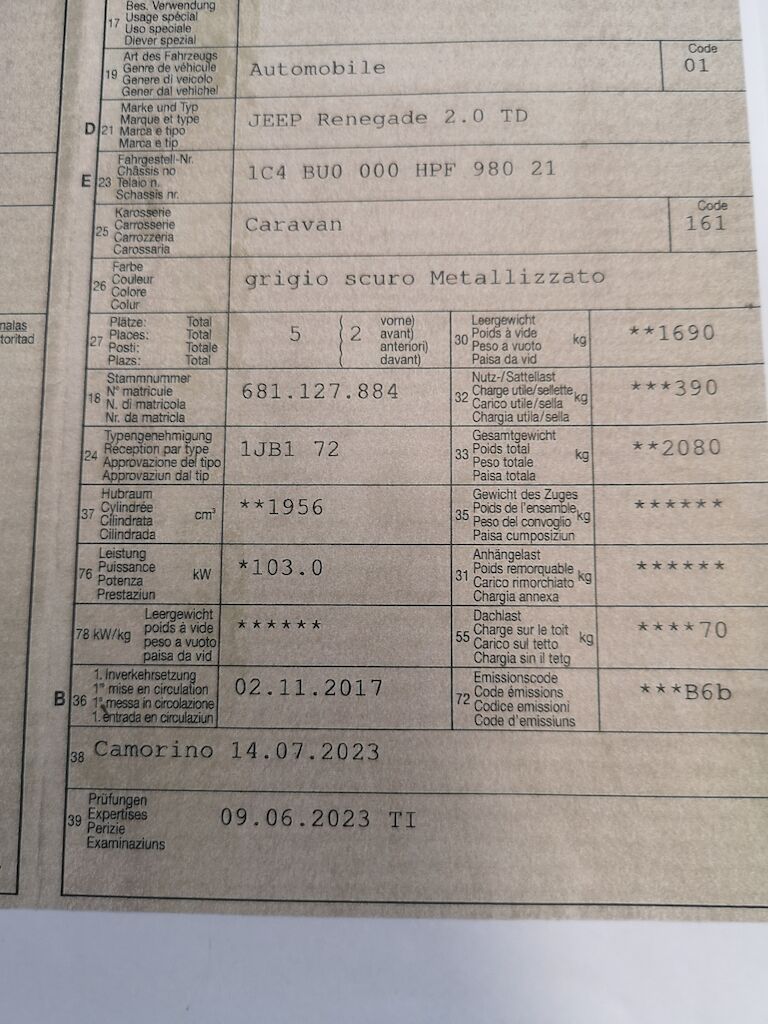 Bes. Verwendung
17 Usage spécial
Uso speciale
Diever spezial
Art des Fahrzeugs
19 Genre de véhicule
Genere di veicolo
Gener dal vehichel
Automobile
Code
01
Marke und Typ
D 21 Marque et type
Marca e tipo
Marca e tip
JEEP Renegade 2.0 TD
Fahrgestell-Nr.
Châssis no
E 23 Telaio n.
Schassis nr.
1C4 BU0 000 HPF 980 21
Karosserie
25 Carrosserie
Carrozzeria
Carossaria
Caravan
Code
161
Farbe
26 Couleur
Colore
Colur
grigio scuro Metallizzato
27 Plätze: Total
Places: Total
Posti: Totale
Plazs: Total
5 ( 2 vorne)
avant)
anteriori)
davant)
30 Leergewicht
Poids à vide
Peso a vuoto
Paisa da vid
kg
**1690
Stammnummer
18 N° matricule
N. di matricola
Nr. da matricla
681.127.884
32 Nutz-/Sattellast
Charge utile/sellette
Carico utile/sella
Chargia utila/sella
kg
***390
Typengenehmigung
24 Réception par type
Approvazione del tipo
Approvaziun dal tip
1JB1 72
33 Gesamtgewicht
Poids total
Peso totale
Paisa totala
kg
**2080
Hubraum
37 Cylindrée
Cilindrata
Cilindrada
cm³
**1956
35 Gewicht des Zuges
Poids de l'ensemble
Peso del convoglio
Paisa cumposiziun
kg
******
Leistung
76 Puissance
Potenza
Prestaziun
kW
*103.0
31 Anhängelast
Poids remorquable
Carico rimorchiato
Chargia annexa
kg
******
78 kW/kg
Leergewicht
poids à vide
peso a vuoto
paisa da vid
******
55 Dachlast
Charge sur le toit
Carico sul tetto
Chargia sin il tetg
kg
****70
B 36 1. Inverkehrsetzung
1re mise en circulation
1a messa in circolazione
1. entrada en circulaziun
02.11.2017
72 Emissionscode
Code émissions
Codice emissioni
Code d'emissiuns
***B6b
38 Camorino 14.07.2023
39 Prüfungen
Expertises
Perizie
Examinaziuns
09.06.2023 TI
nalas
toritad